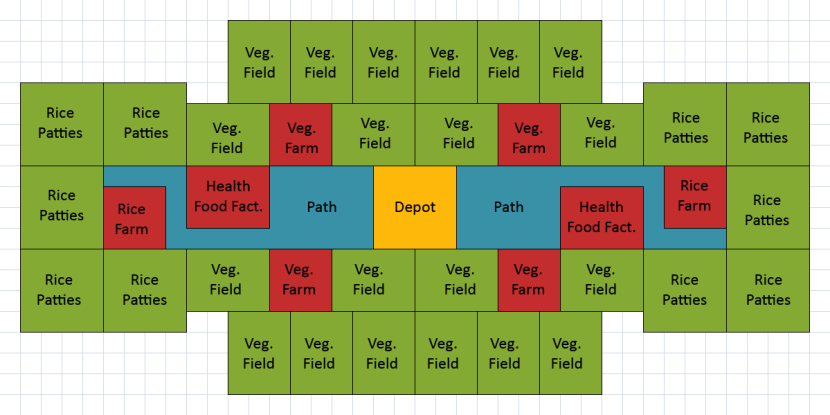 Veg.
Field
Veg.
Field
Veg.
Field
Veg.
Field
Veg.
Field
Veg.
Field
Rice
Patties
Rice
Patties
Veg.
Field
Veg.
Farm
Veg.
Field
Veg.
Field
Veg.
Farm
Veg.
Field
Rice
Patties
Rice
Patties
Rice
Patties
Rice
Farm
Health
Food Fact.
Path
Depot
Path
Health
Food Fact.
Rice
Farm
Rice
Patties
Rice
Patties
Rice
Patties
Veg.
Field
Veg.
Farm
Veg.
Field
Veg.
Field
Veg.
Farm
Veg.
Field
Rice
Patties
Rice
Patties
Veg.
Field
Veg.
Field
Veg.
Field
Veg.
Field
Veg.
Field
Veg.
Field